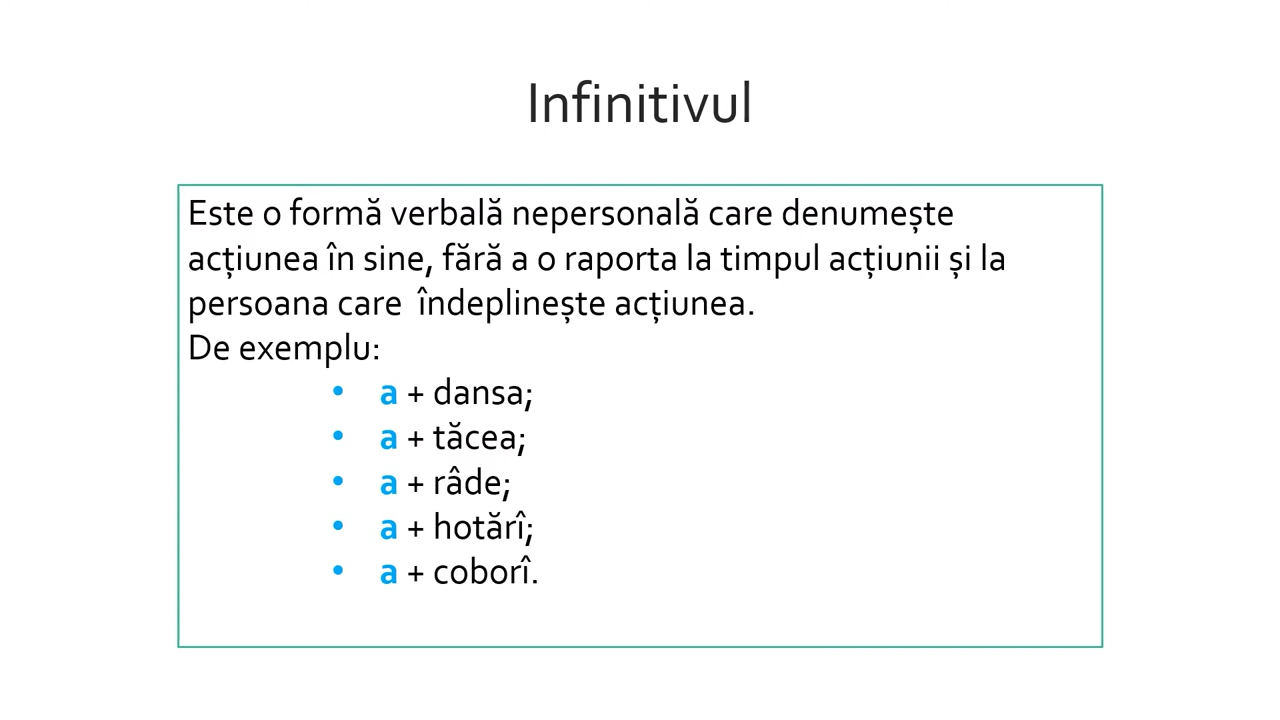 Infinitivul
Este o formă verbală nepersonală care denumește
acțiunea în sine, fără a o raporta la timpul acțiunii și la
persoana care  îndeplinește acțiunea.
De exemplu:
• a + dansa;
• a + tăcea;
• a + râde;
• a + hotărî;
• a + coborî.